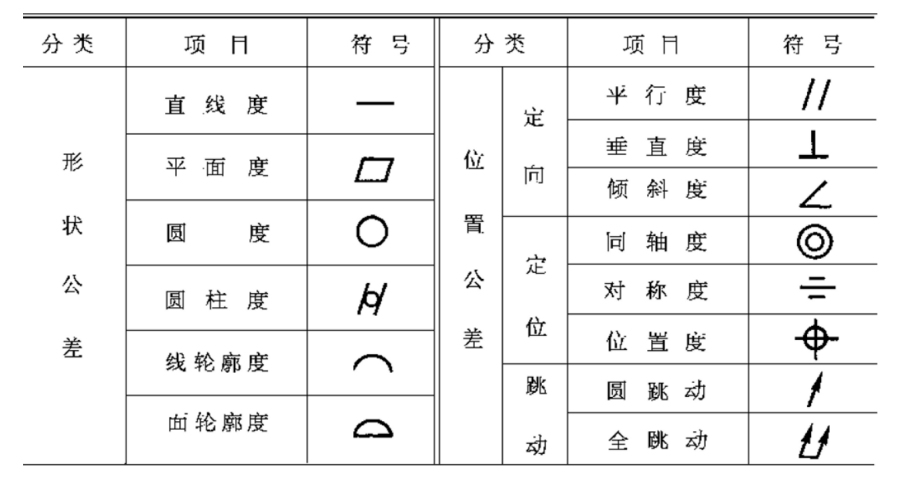 分类 项目 符号 分类 项目 符号
形状公差
直线度 —
平面度 ▱
圆度 ○
圆柱度 ⌭
线轮廓度 ⌒
面轮廓度 ⌓
位置公差
定向
平行度 //
垂直度 ⊥
倾斜度 ∠
定位
同轴度 ◎
对称度 ⌯
位置度 ⌖
跳动
圆跳动 ↗
全跳动 ⌰